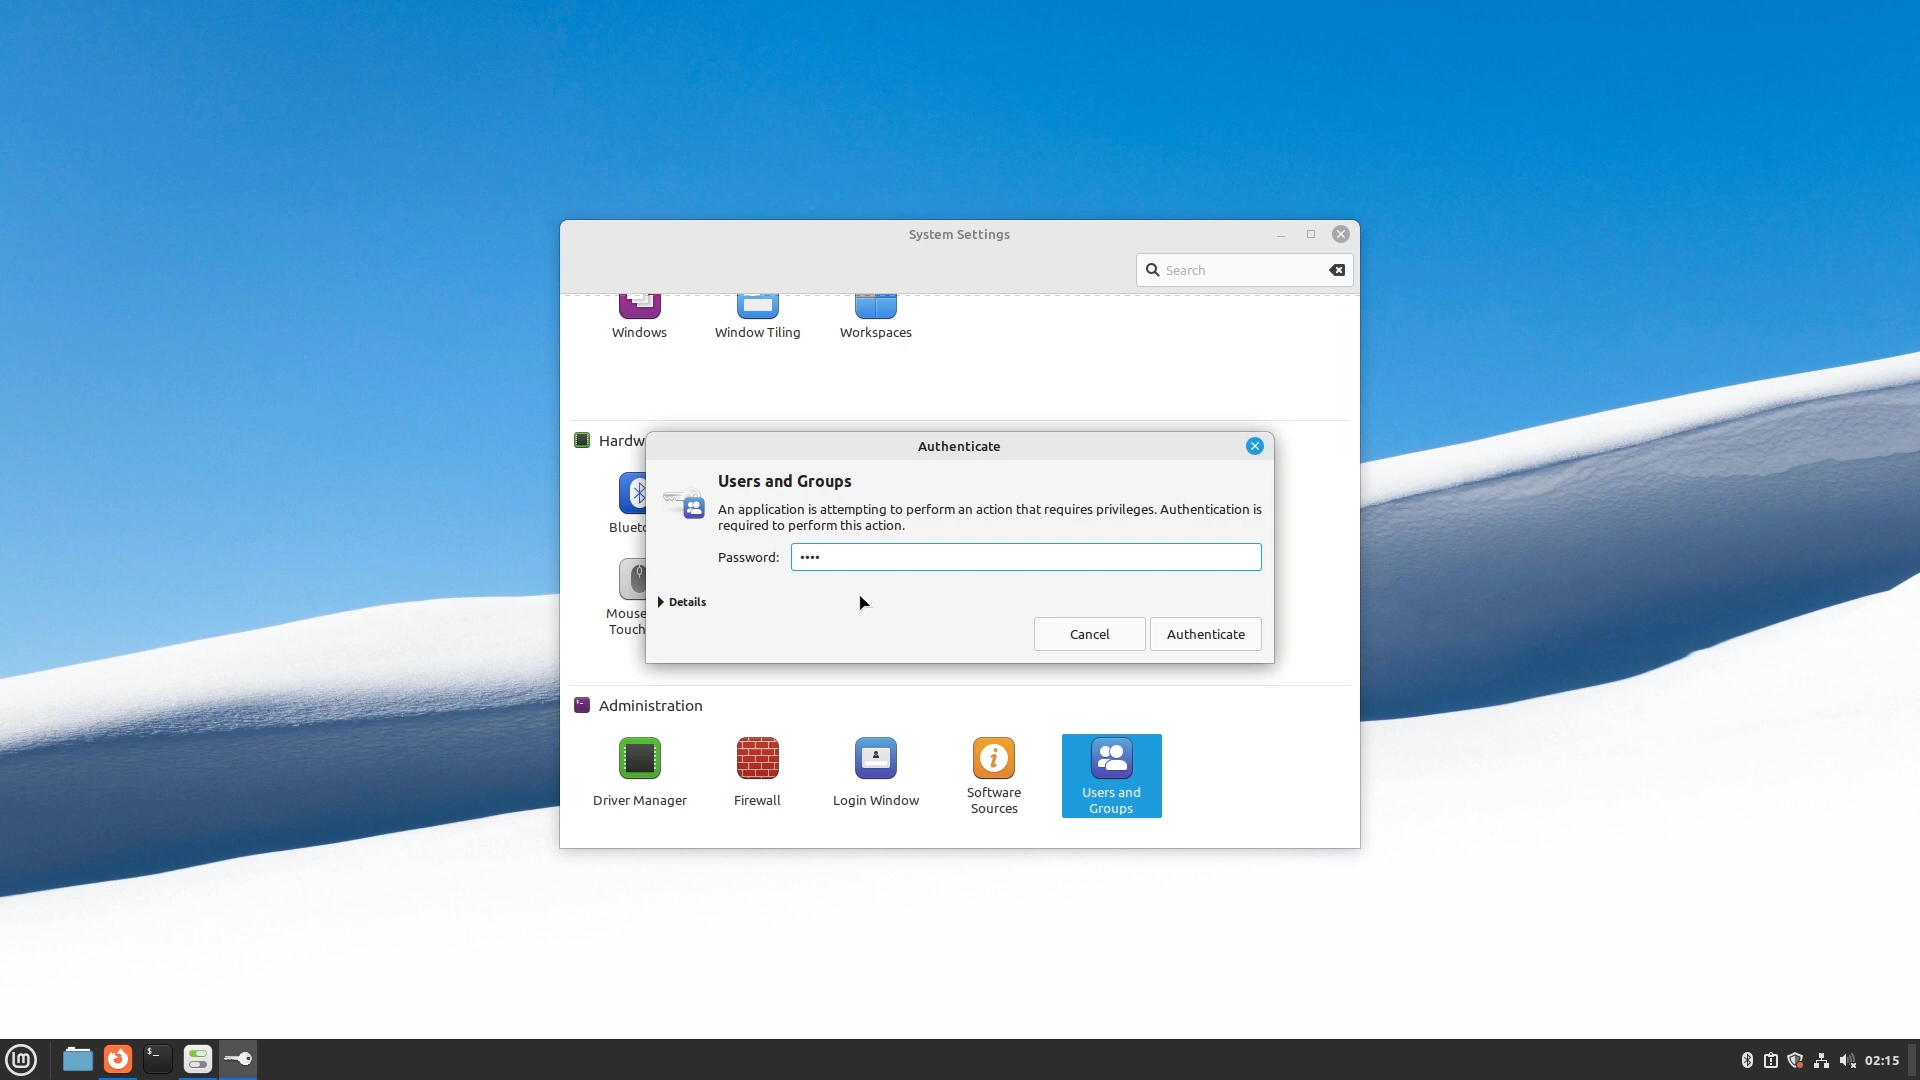 System Settings
Search
Windows
Window Tiling
Workspaces
Hardw
Authenticate
Users and Groups
An application is attempting to perform an action that requires privileges. Authentication is
required to perform this action.
Password: ••••
Bluet
Details
Mouse
Touch
Cancel
Authenticate
Administration
Driver Manager
Firewall
Login Window
Software
Sources
Users and
Groups
02:15